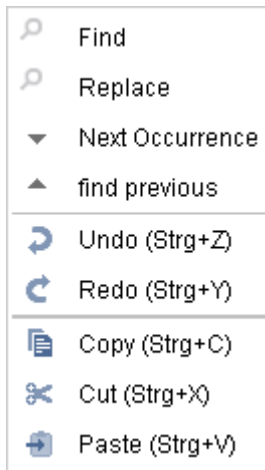 Find
Replace
Next Occurrence
find previous
Undo (Strg+Z)
Redo (Strg+Y)
Copy (Strg+C)
Cut (Strg+X)
Paste (Strg+V)